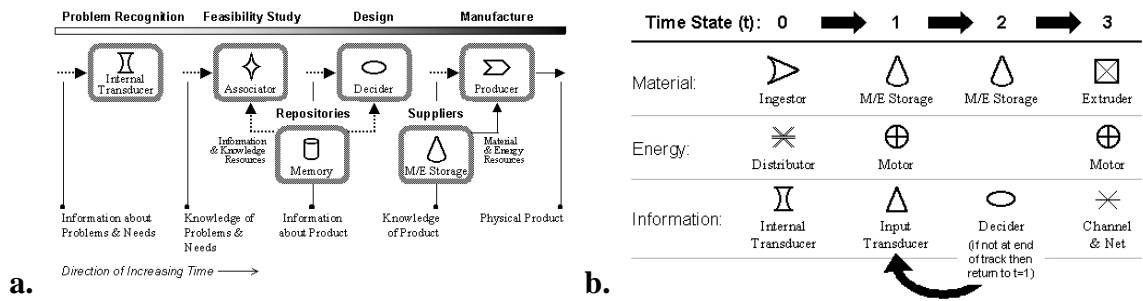 Problem Recognition Feasibility Study Design Manufacture
Internal
Transducer
Associator
Decider
Producer
Repositories
Suppliers
Information
& Knowledge
Resources
Material
& Energy
Resources
Memory
M/E Storage
Information about
Problems & Needs
Knowledge of
Problems &
Needs
Information
about Product
Knowledge
of Product
Physical Product
Direction of Increasing Time
a.
Time State (t): 0 1 2 3
Material:
Ingestor
M/E Storage
M/E Storage
Extruder
Energy:
Distributor
Motor
Motor
Information:
Internal
Transducer
Input
Transducer
Decider
(if not at end
of track then
return to t=1)
Channel
& Net
b.